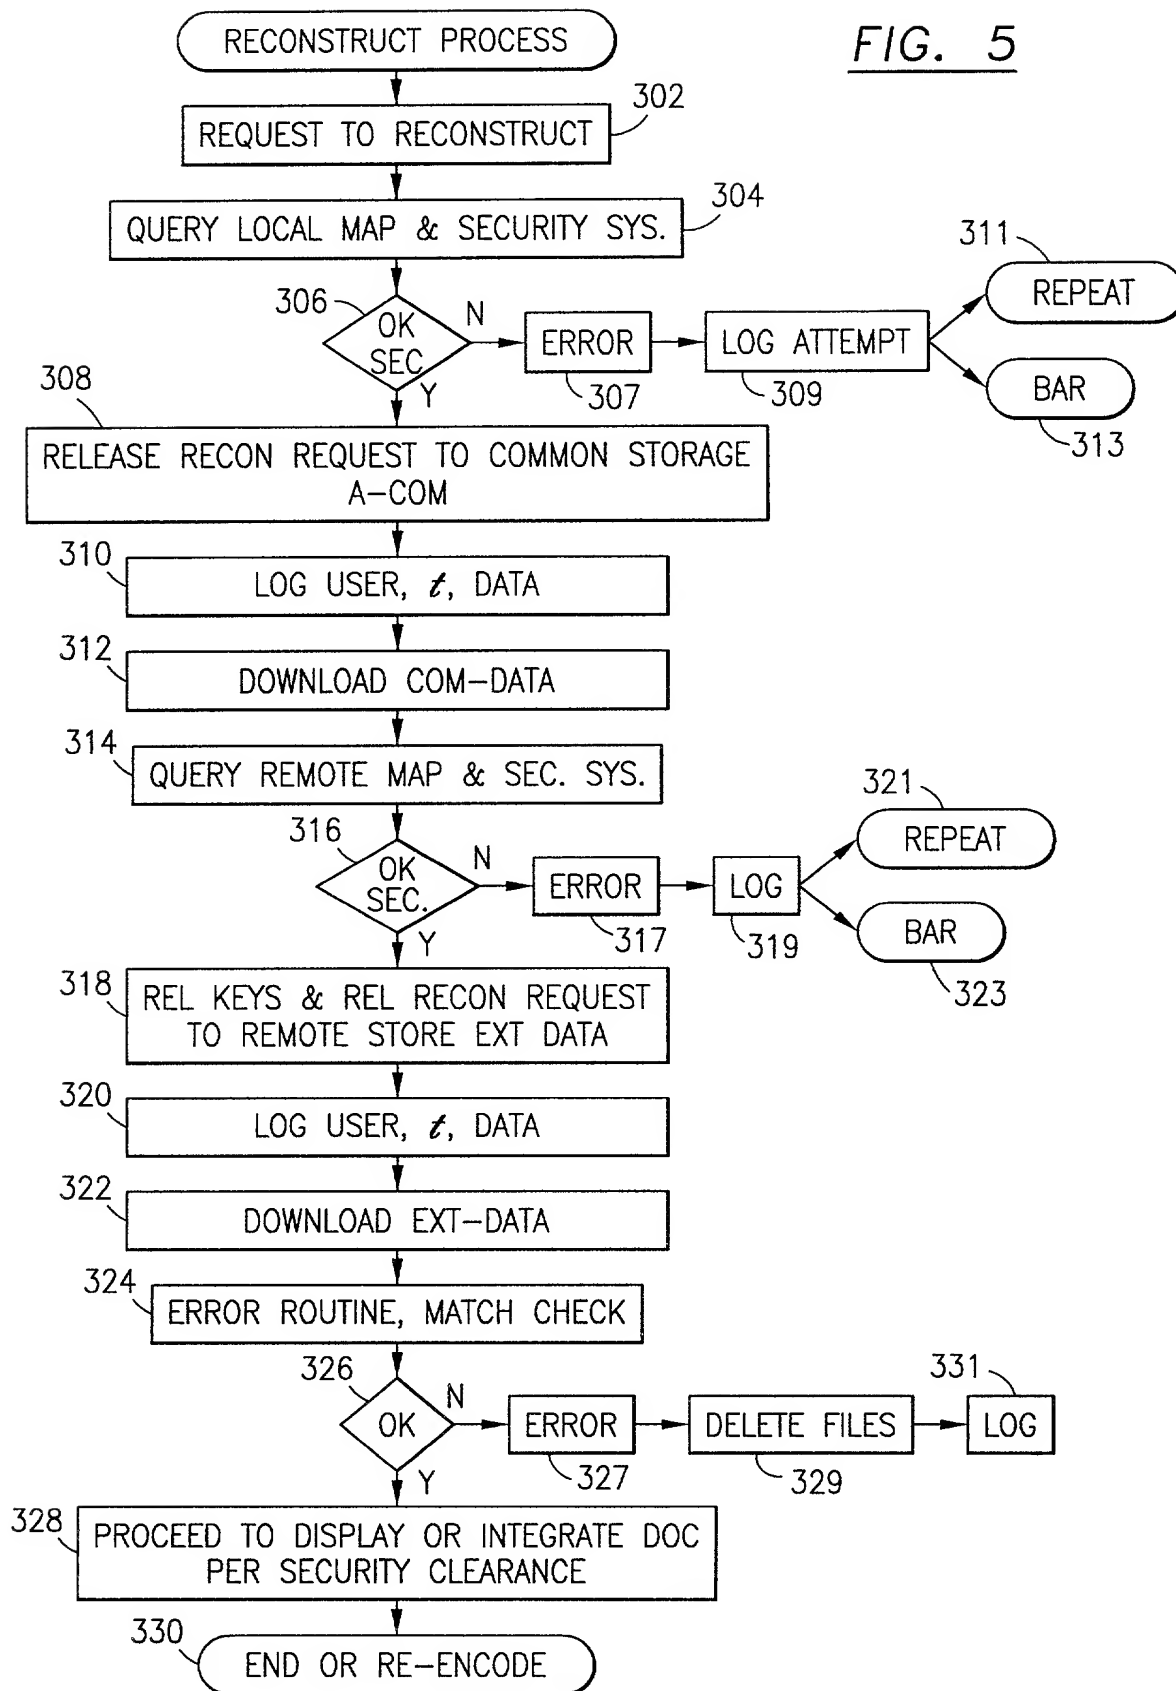 RECONSTRUCT PROCESS
FIG. 5
302
REQUEST TO RECONSTRUCT
304
QUERY LOCAL MAP & SECURITY SYS.
306
OK
SEC
N
ERROR
307
LOG ATTEMPT
309
311
REPEAT
BAR
313
Y
308
RELEASE RECON REQUEST TO COMMON STORAGE
A-COM
310
LOG USER, t, DATA
312
DOWNLOAD COM-DATA
314
QUERY REMOTE MAP & SEC. SYS.
316
OK
SEC.
N
ERROR
317
LOG
319
321
REPEAT
BAR
323
Y
318
REL KEYS & REL RECON REQUEST
TO REMOTE STORE EXT DATA
320
LOG USER, t, DATA
322
DOWNLOAD EXT-DATA
324
ERROR ROUTINE, MATCH CHECK
326
OK
N
ERROR
327
DELETE FILES
329
331
LOG
Y
328
PROCEED TO DISPLAY OR INTEGRATE DOC
PER SECURITY CLEARANCE
330
END OR RE-ENCODE